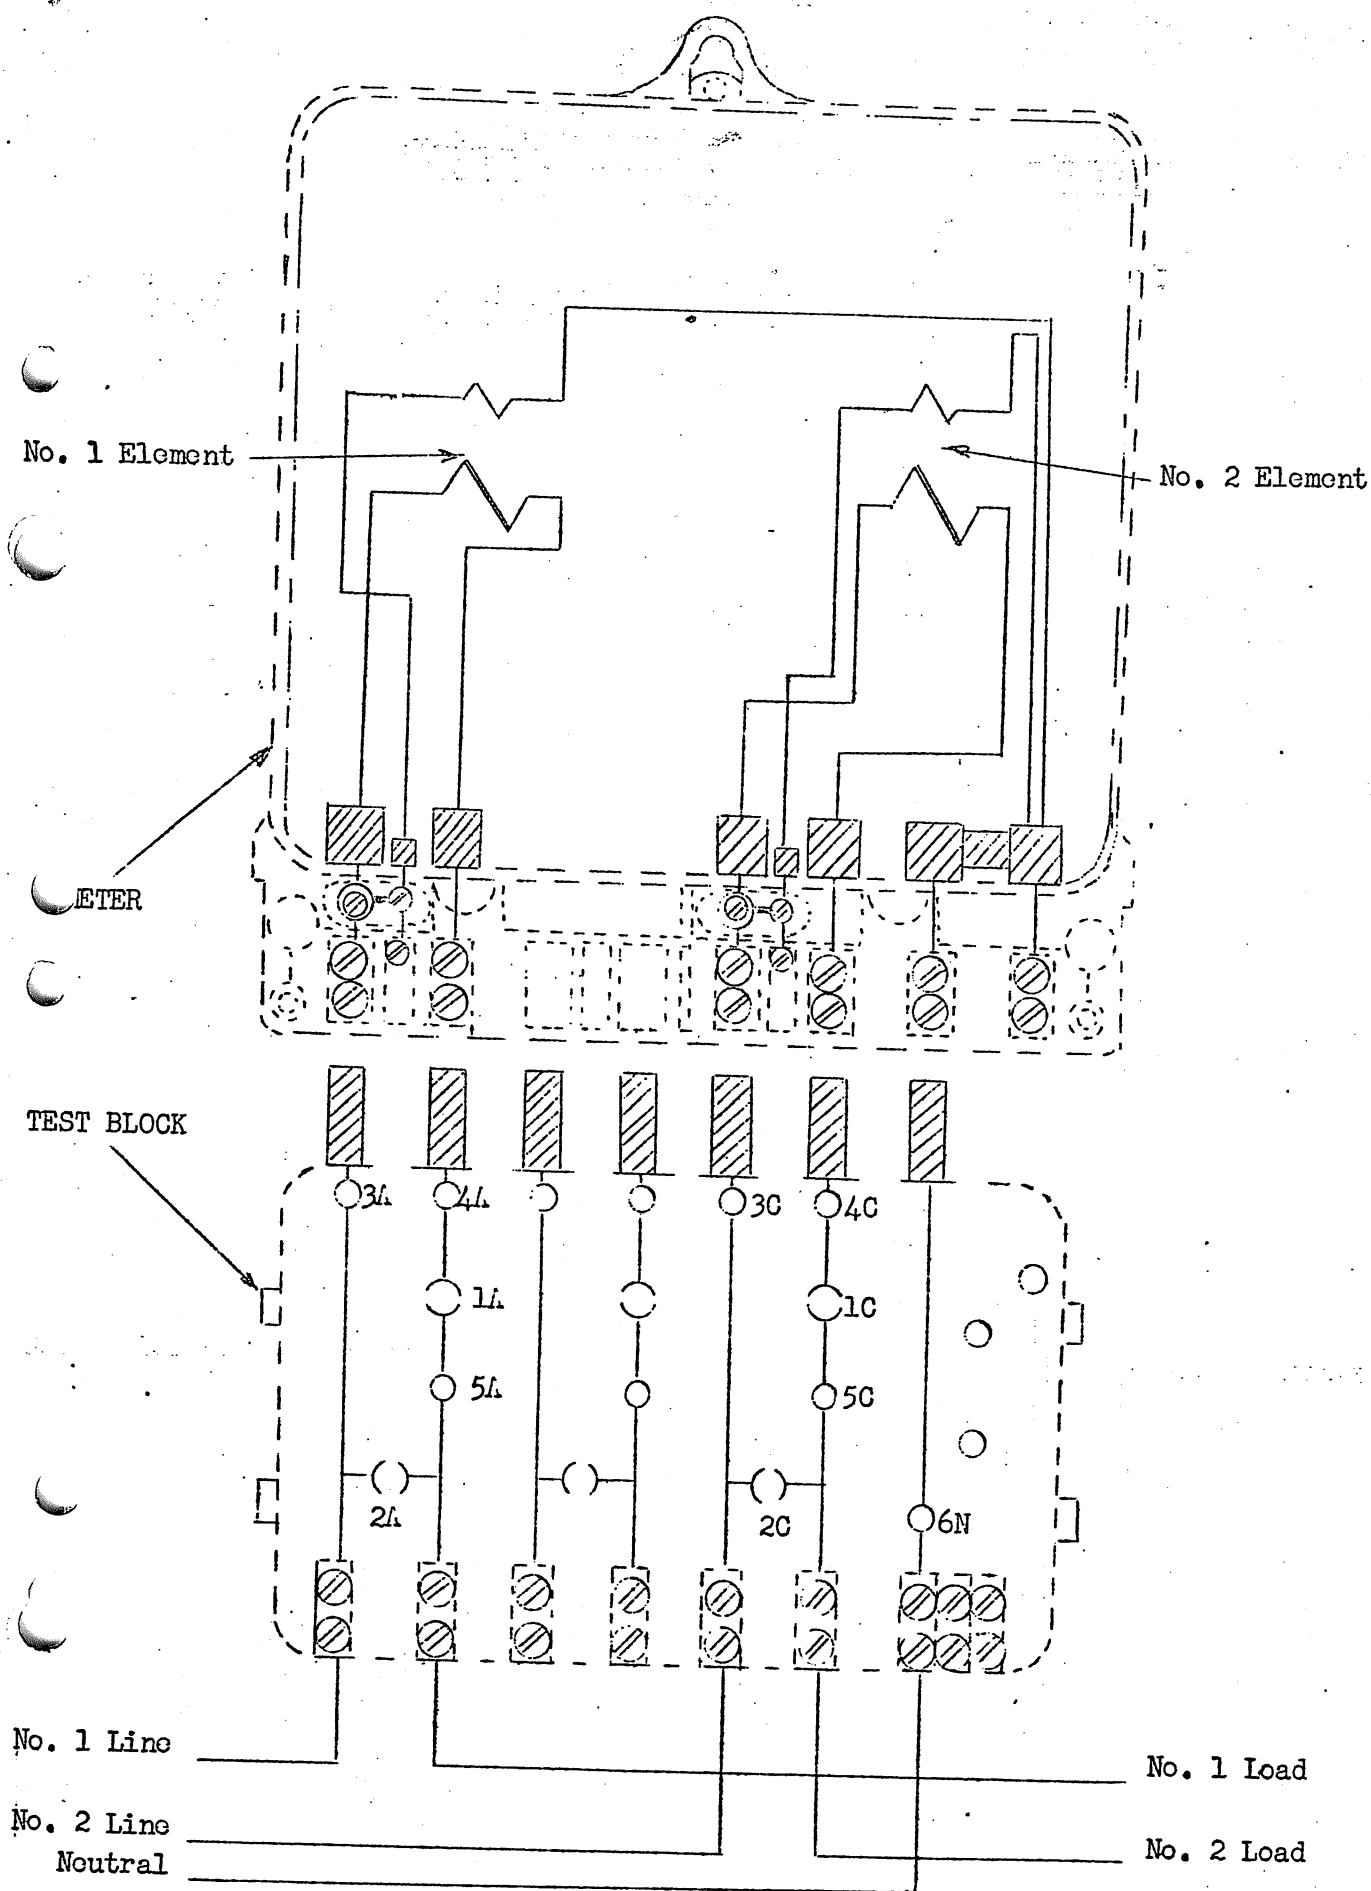 No. 1 Element
No. 2 Element
ETER
TEST BLOCK
3A
4A
3C
4C
1A
1C
5A
5C
2A
2C
6N
No. 1 Line
No. 1 Load
No. 2 Line
No. 2 Load
Neutral